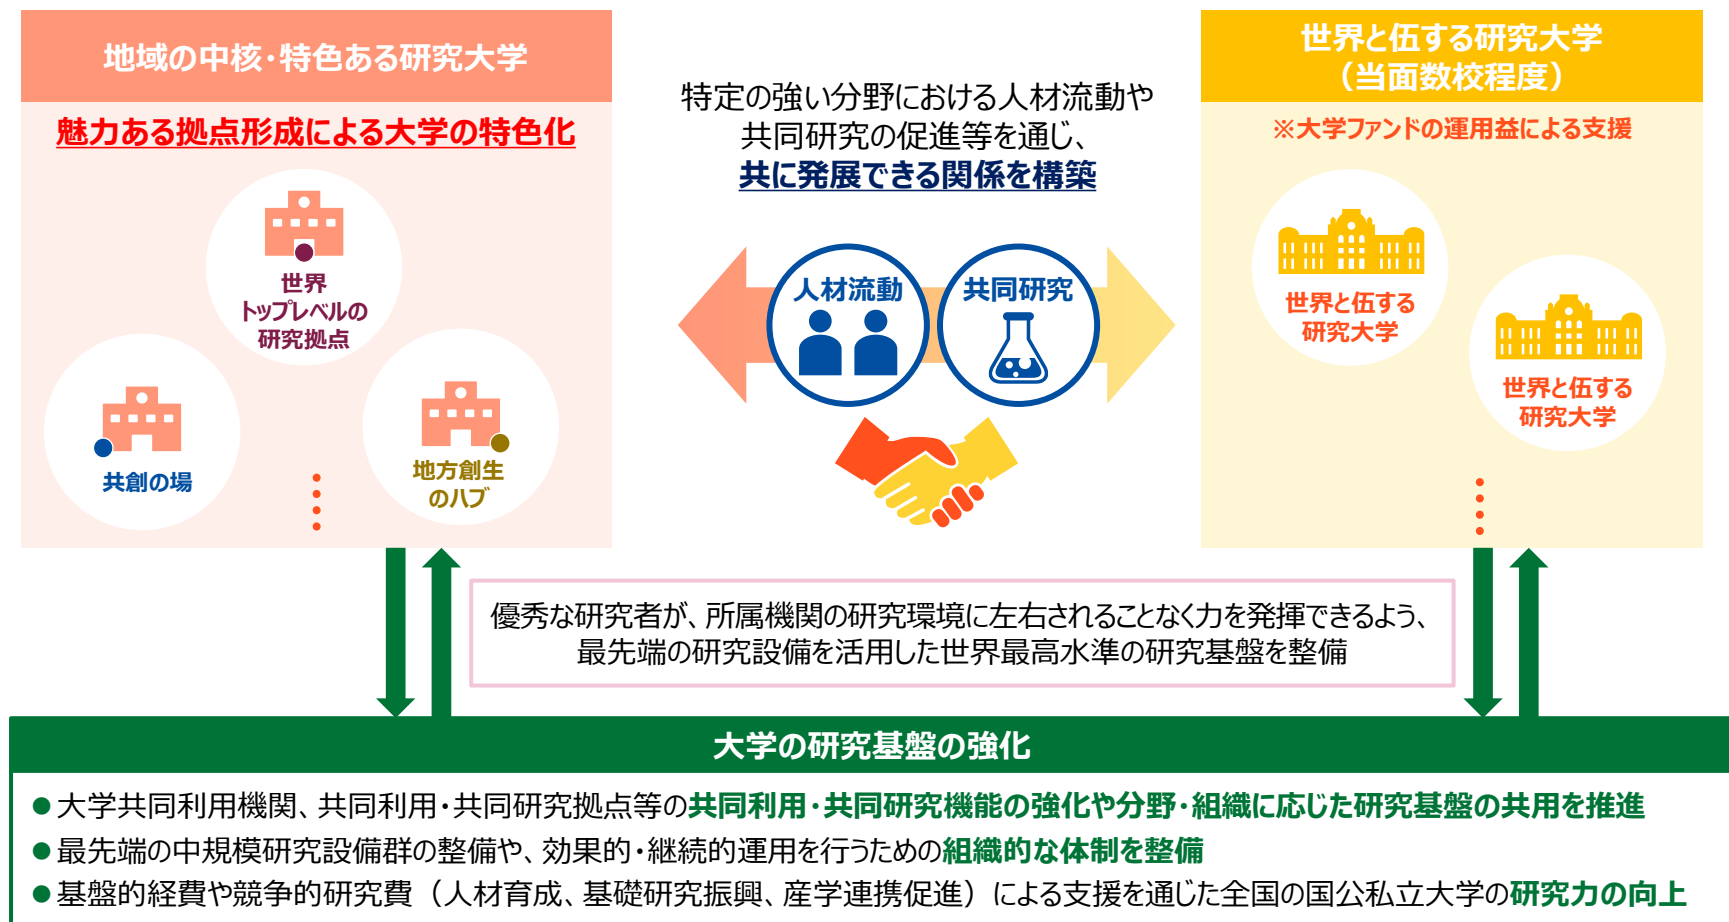 地域の中核・特色ある研究大学
魅力ある拠点形成による大学の特色化
世界
トップレベルの
研究拠点
共創の場
地方創生
のハブ
特定の強い分野における人材流動や
共同研究の促進等を通じ、
共に発展できる関係を構築
人材流動
共同研究
世界と伍する研究大学
（当面数校程度）
※大学ファンドの運用益による支援
世界と伍する
研究大学
世界と伍する
研究大学
優秀な研究者が、所属機関の研究環境に左右されることなく力を発揮できるよう、
最先端の研究設備を活用した世界最高水準の研究基盤を整備
大学の研究基盤の強化
●大学共同利用機関、共同利用・共同研究拠点等の共同利用・共同研究機能の強化や分野・組織に応じた研究基盤の共用を推進
●最先端の中規模研究設備群の整備や、効果的・継続的運用を行うための組織的な体制を整備
●基盤的経費や競争的研究費（人材育成、基礎研究振興、産学連携促進）による支援を通じた全国の国公私立大学の研究力の向上